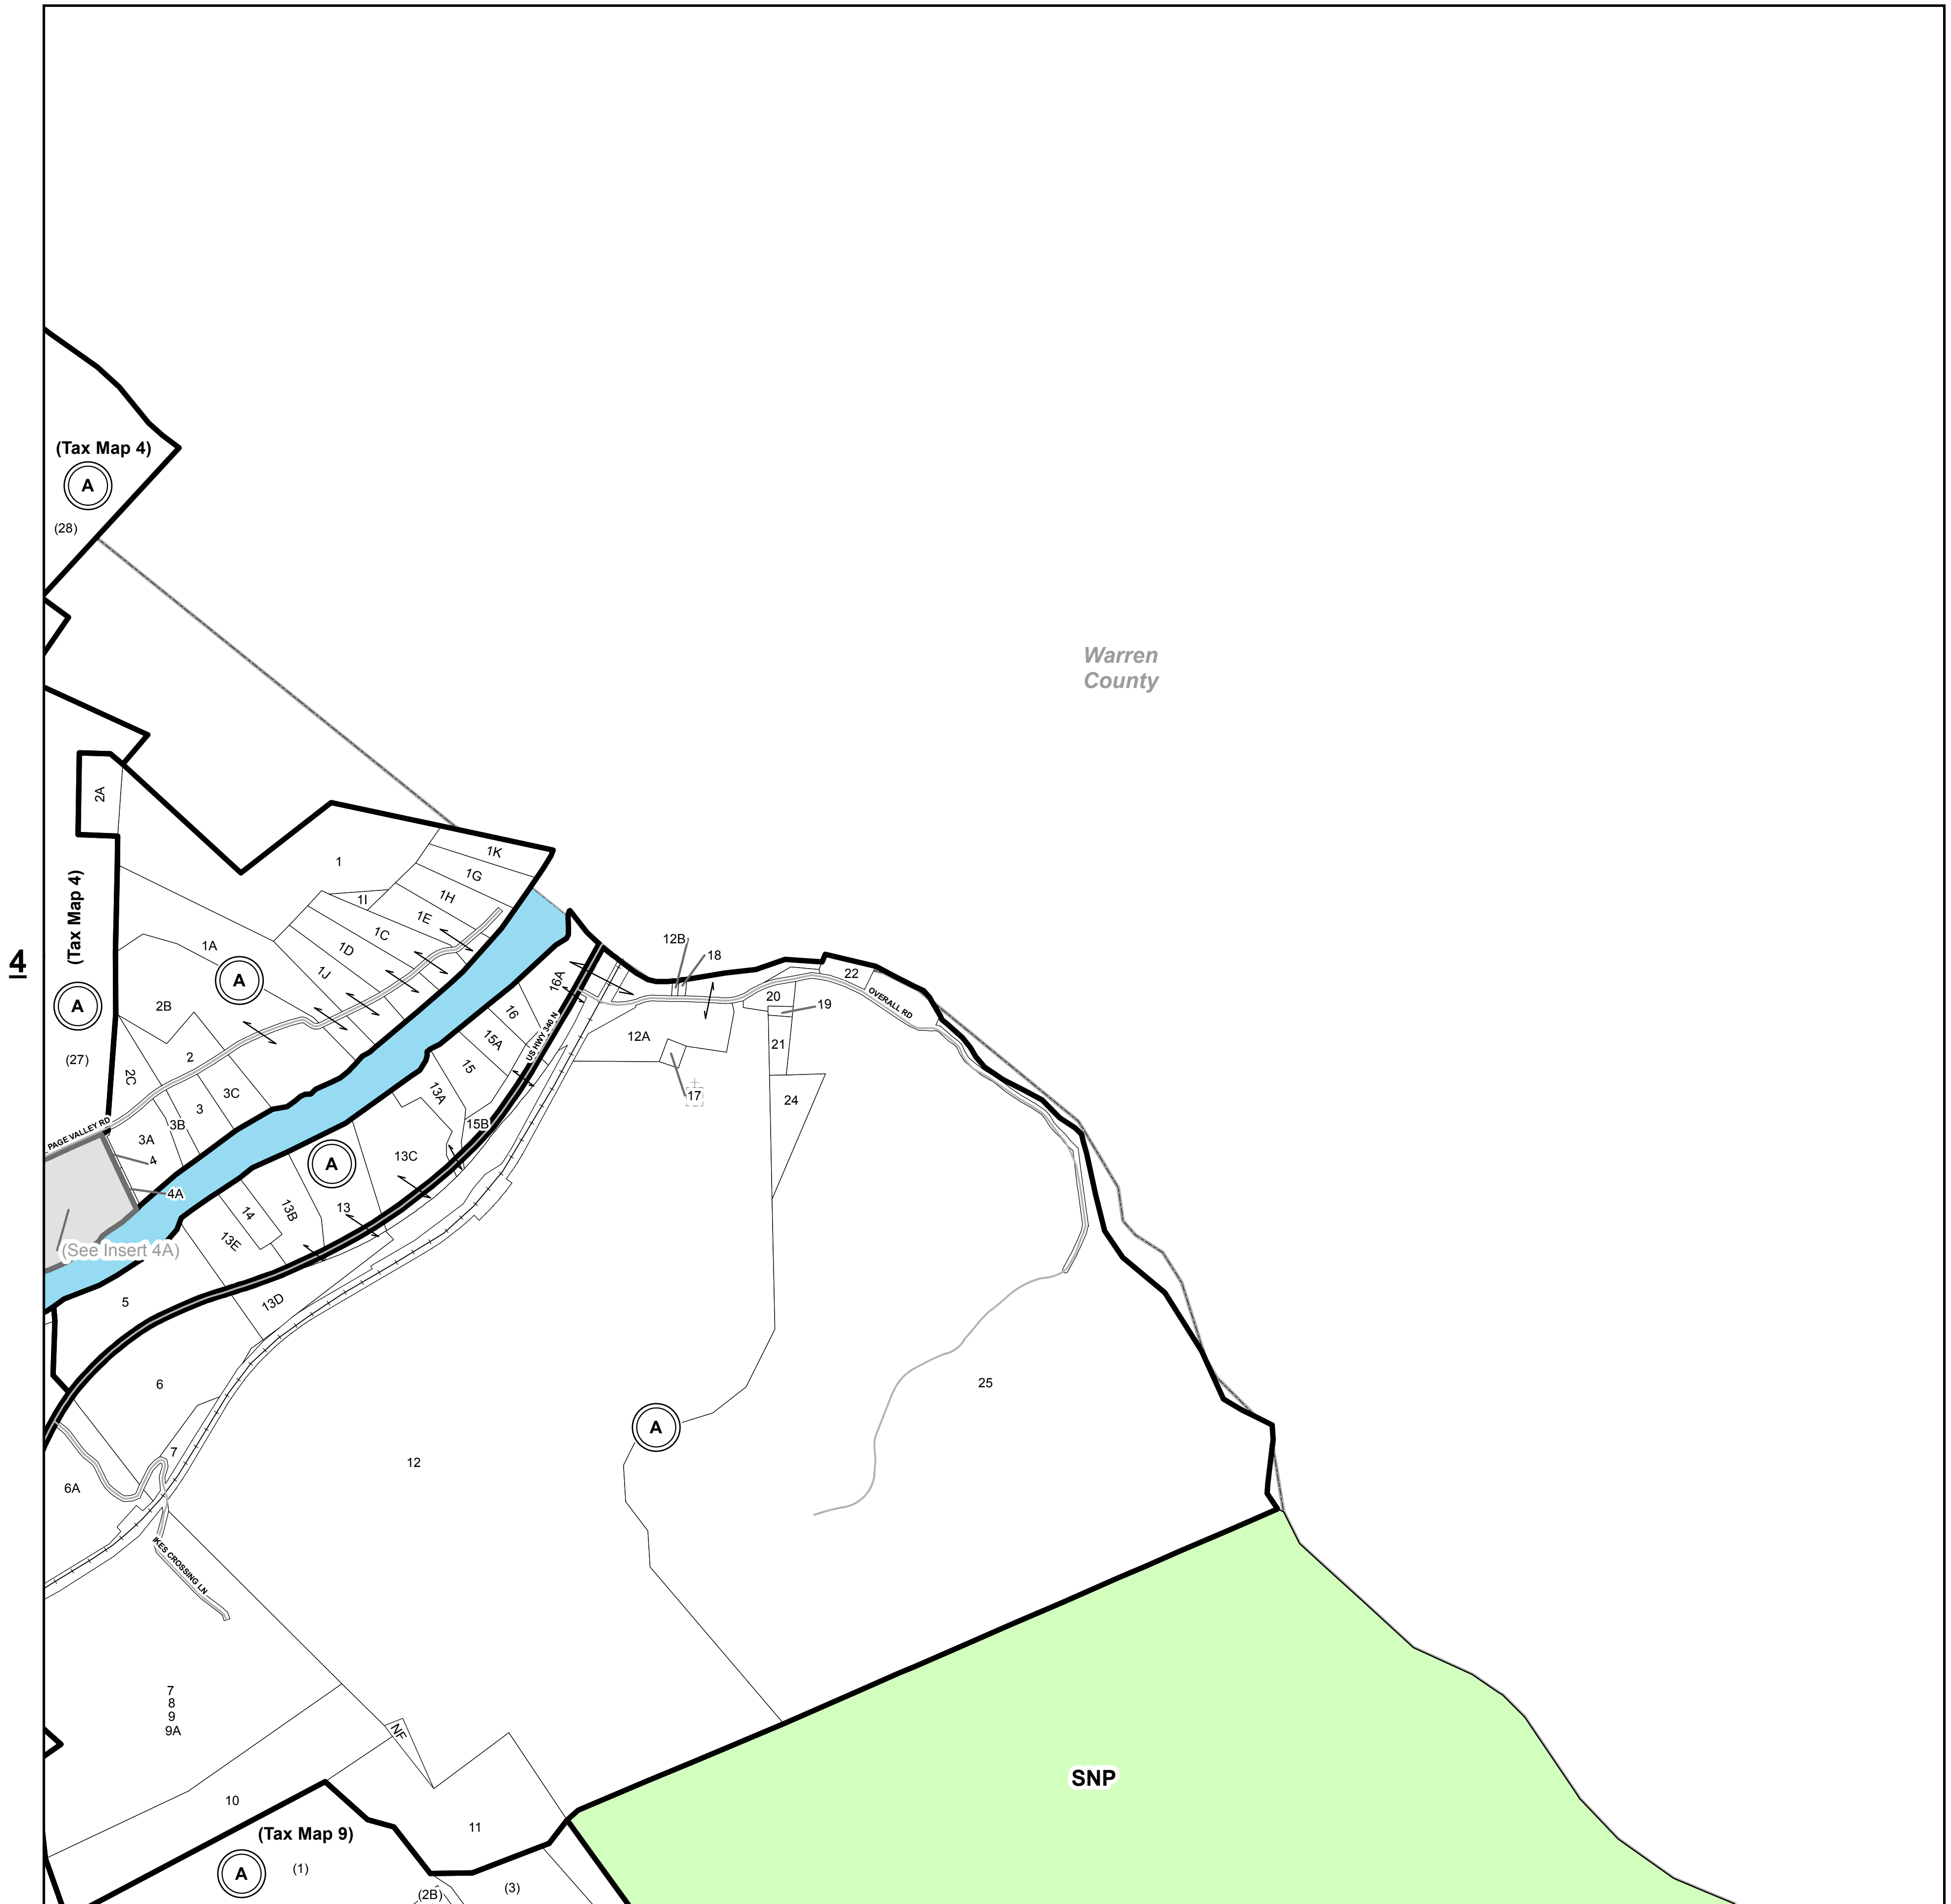 (Tax Map 4)
A
(28)
Warren
County
2A
1
1K
1G
1H
1I
1E
1C
1D
1J
1A
A
(Tax Map 4)
4
A
(27)
2B
2
2C
3C
3
3B
3A
4
4A
PAGE VALLEY RD
(See Insert 4A)
12B
18
16A
16
15A
15
US HWY 340 N
12A
22
20
19
OVERALL RD
21
17
24
13A
15B
13C
A
13
13B
14
13E
13D
5
6
7
6A
12
A
25
IKES CROSSING LN
7
8
9
9A
NF
10
11
SNP
(Tax Map 9)
A
(1)
(2B)
(3)